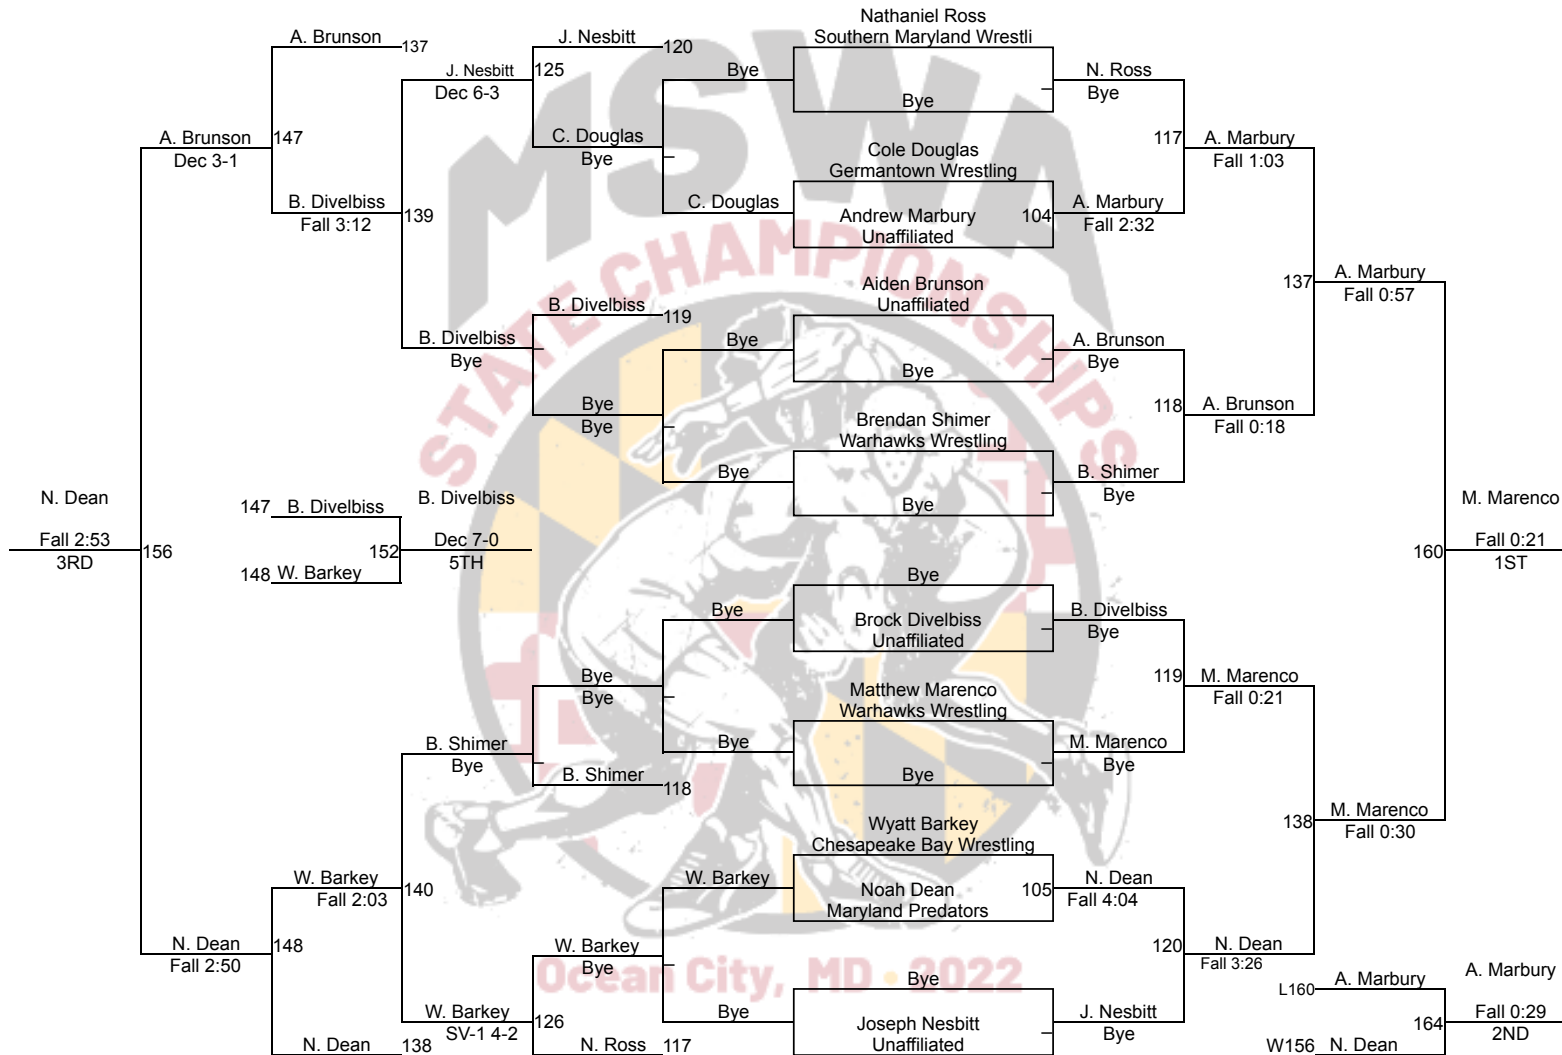 Nathaniel Ross
A. Brunson 137 J. Nesbitt 120 Southern Maryland Wrestli
J. Nesbitt 125 Bye N. Ross
Dec 6-3 Bye Bye
A. Brunson 147 C. Douglas 117 A. Marbury
Dec 3-1 Bye Cole Douglas Fall 1:03
Germantown Wrestling
B. Divelbiss C. Douglas Andrew Marbury 104 A. Marbury
Fall 3:12 139 Unaffiliated Fall 2:32
Aiden Brunson 137 A. Marbury
B. Divelbiss 119 Unaffiliated Fall 0:57
B. Divelbiss Bye A. Brunson
Bye Bye Bye
Bye 118 A. Brunson
Bye Brendan Shimer Fall 0:18
Warhawks Wrestling
Bye B. Shimer
N. Dean 147 B. Divelbiss B. Divelbiss Bye Bye M. Marenco
Fall 2:53 156 152 Dec 7-0 160 Fall 0:21
3RD 148 W. Barkey 5TH 1ST
Bye
Bye Brock Divelbiss B. Divelbiss
Unaffiliated Bye
Bye 119 M. Marenco
Bye Matthew Marenco Fall 0:21
Warhawks Wrestling
B. Shimer Bye M. Marenco
Bye Bye Bye
B. Shimer 118
Wyatt Barkey 138 M. Marenco
Chesapeake Bay Wrestling Fall 0:30
W. Barkey 140 W. Barkey Noah Dean 105 N. Dean
Fall 2:03 Maryland Predators Fall 4:04
N. Dean 148 W. Barkey 120 N. Dean
Fall 2:50 Bye Fall 3:26
Bye L160 A. Marbury A. Marbury
W. Barkey 126 Bye Joseph Nesbitt J. Nesbitt 164 Fall 0:29
SV-1 4-2 Unaffiliated Bye 2ND
N. Dean 138 N. Ross 117 W156 N. Dean
MSWA
STATE CHAMPIONSHIPS
Ocean City, MD • 2022